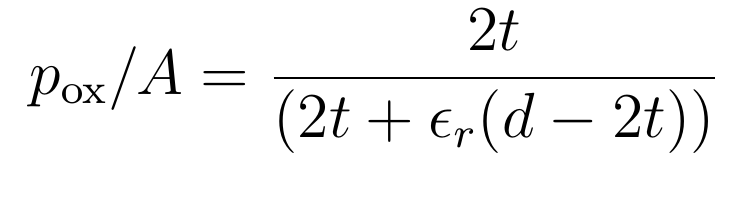 p_ox/A = 2t / (2t + ϵ_r(d − 2t))